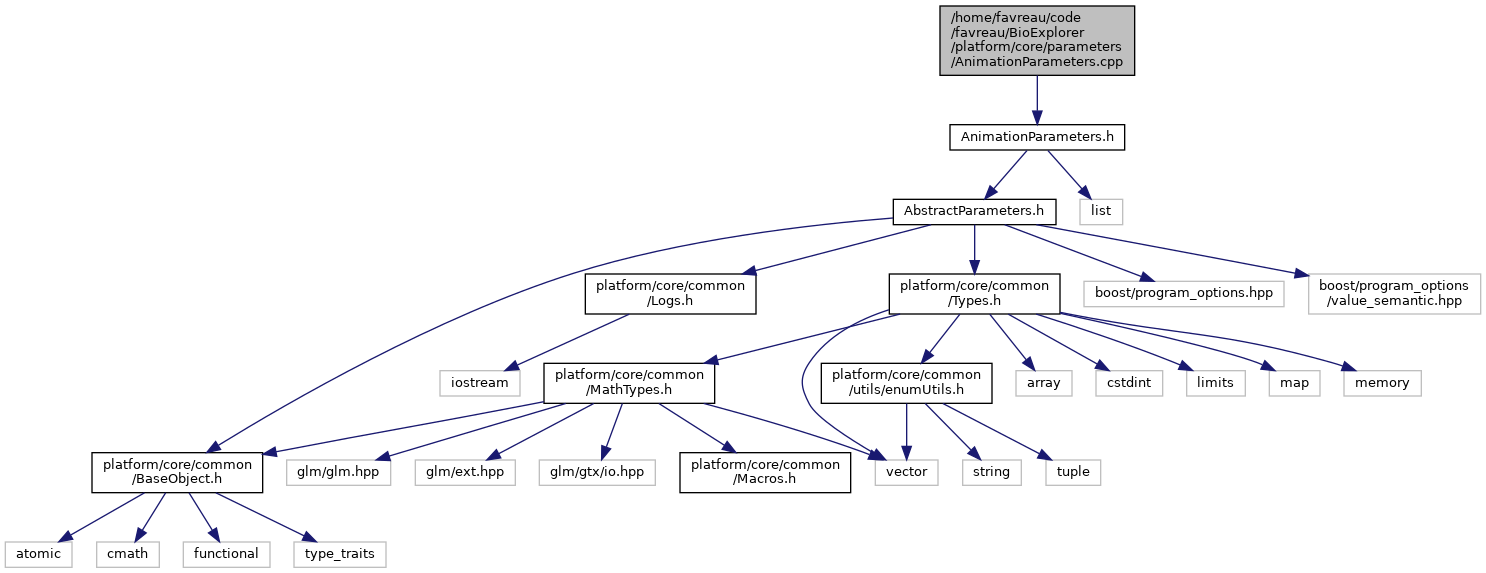 /home/favreau/code
/favreau/BioExplorer
/platform/core/parameters
/AnimationParameters.cpp
AnimationParameters.h
AbstractParameters.h
list
platform/core/common
/Logs.h
platform/core/common
/Types.h
boost/program_options.hpp
boost/program_options
/value_semantic.hpp
iostream
platform/core/common
/MathTypes.h
platform/core/common
/utils/enumUtils.h
array
cstdint
limits
map
memory
platform/core/common
/BaseObject.h
glm/glm.hpp
glm/ext.hpp
glm/gtx/io.hpp
platform/core/common
/Macros.h
vector
string
tuple
atomic
cmath
functional
type_traits